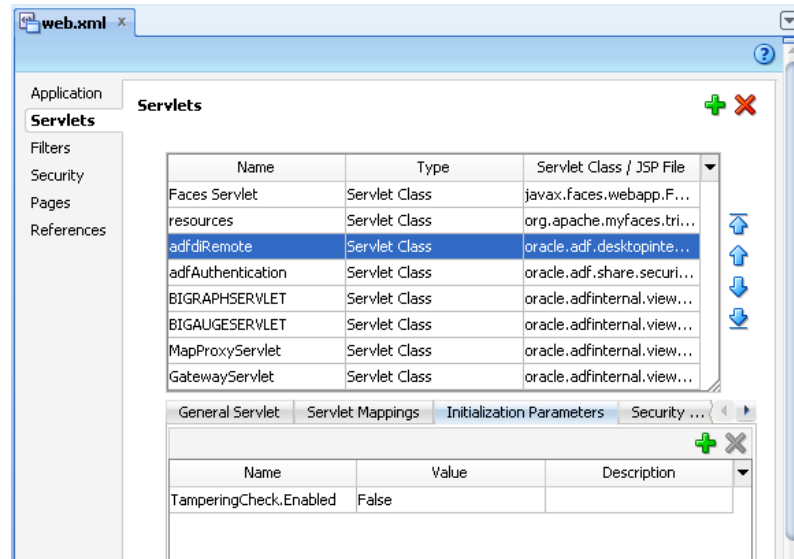 web.xml
Application
Servlets
Filters
Security
Pages
References
Servlets
Name Type Servlet Class / JSP File
Faces Servlet Servlet Class javax.faces.webapp.F...
resources Servlet Class org.apache.myfaces.tri...
adfdiRemote Servlet Class oracle.adf.desktopinte...
adfAuthentication Servlet Class oracle.adf.share.securi...
BIGRAPHSERVLET Servlet Class oracle.adfinternal.view...
BIGAUGESERVLET Servlet Class oracle.adfinternal.view...
MapProxyServlet Servlet Class oracle.adfinternal.view...
GatewayServlet Servlet Class oracle.adfinternal.view...
General Servlet Servlet Mappings Initialization Parameters Security ...
Name Value Description
TamperingCheck.Enabled False